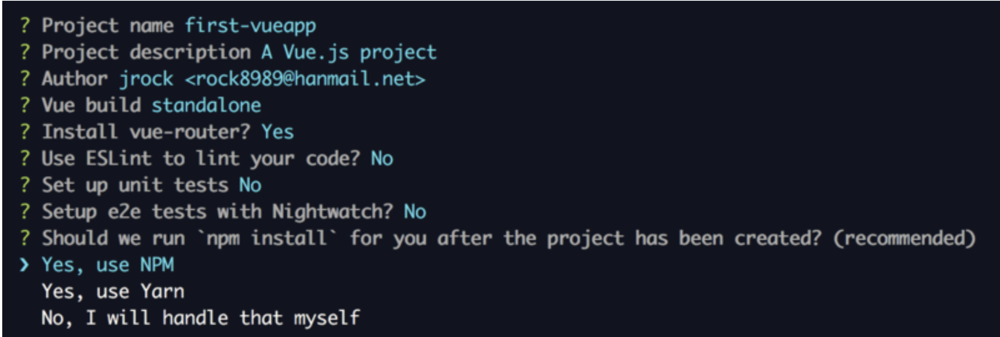 ? Project name first-vueapp
? Project description A Vue.js project
? Author jrock <rock8989@hanmail.net>
? Vue build standalone
? Install vue-router? Yes
? Use ESLint to lint your code? No
? Set up unit tests No
? Setup e2e tests with Nightwatch? No
? Should we run `npm install` for you after the project has been created? (recommended)
❯ Yes, use NPM
Yes, use Yarn
No, I will handle that myself